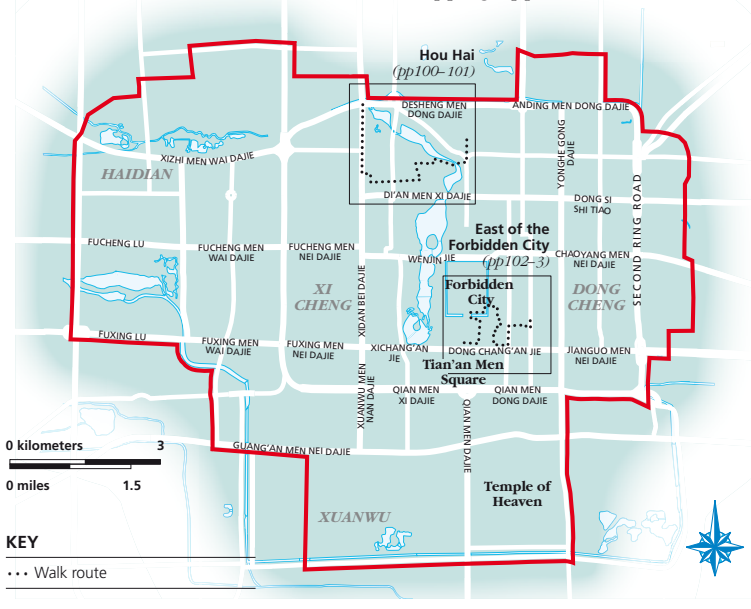 Hou Hai
(pp100–101)
DESHENG MEN
DONG DAJIE
ANDING MEN DONG DAJIE
YONGHE GONG
DAJIE
XIZHI MEN WAI DAJIE
HAIDIAN
DI'AN MEN XI DAJIE
DONG SI
SHI TIAO
SECOND RING ROAD
East of the
Forbidden City
(pp102–3)
FUCHENG LU
FUCHENG MEN
WAI DAJIE
FUCHENG MEN
NEI DAJIE
WENJIN JIE
CHAOYANG MEN
NEI DAJIE
XI
CHENG
XIDAN BEI DAJIE
Forbidden
City
DONG
CHENG
FUXING LU
FUXING MEN
WAI DAJIE
FUXING MEN
NEI DAJIE
XICHANG'AN
JIE
DONG CHANG'AN JIE
JIANGUO MEN
NEI DAJIE
Tian'an Men
Square
XUANWU MEN
NAN DAJIE
QIAN MEN
XI DAJIE
QIAN MEN
DONG DAJIE
QIAN MEN DAJIE
GUANG'AN MEN NEI DAJIE
0 kilometers 3
0 miles 1.5
Temple of
Heaven
XUANWU
KEY
••• Walk route